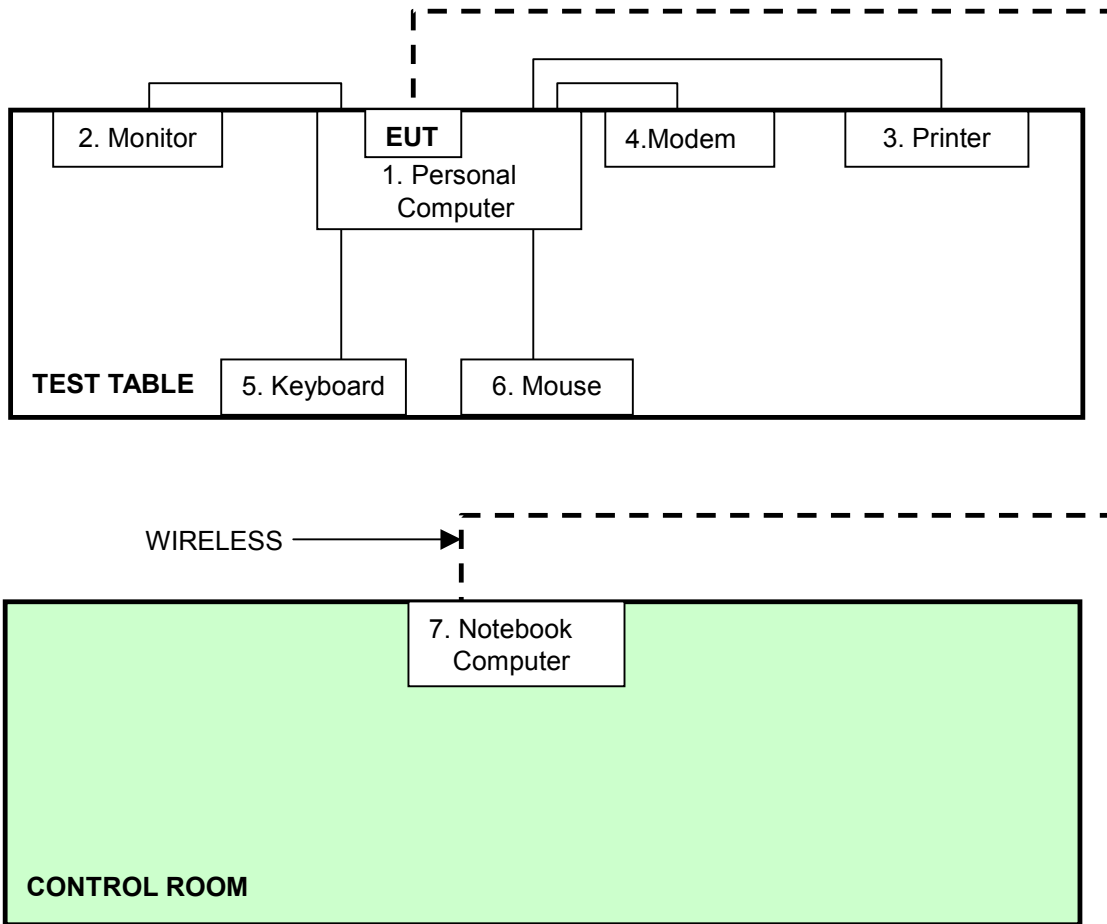 2. Monitor
EUT
4.Modem
3. Printer
1. Personal
Computer
TEST TABLE
5. Keyboard
6. Mouse
WIRELESS
7. Notebook
Computer
CONTROL ROOM